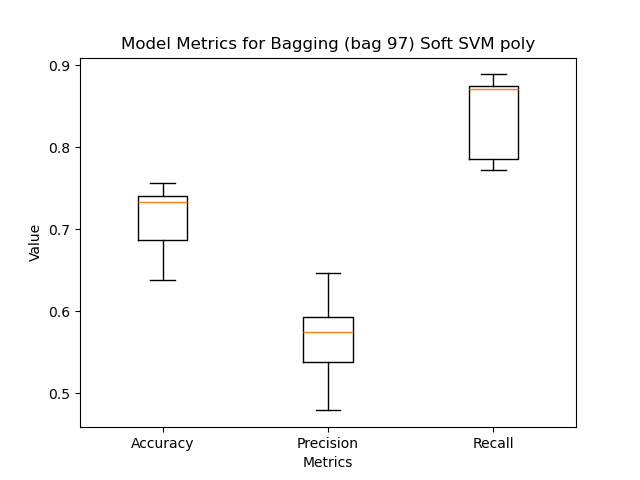 Model Metrics for Bagging (bag 97) Soft SVM poly
0.9
0.8
0.7
0.6
0.5
Value
Accuracy Precision Recall
Metrics